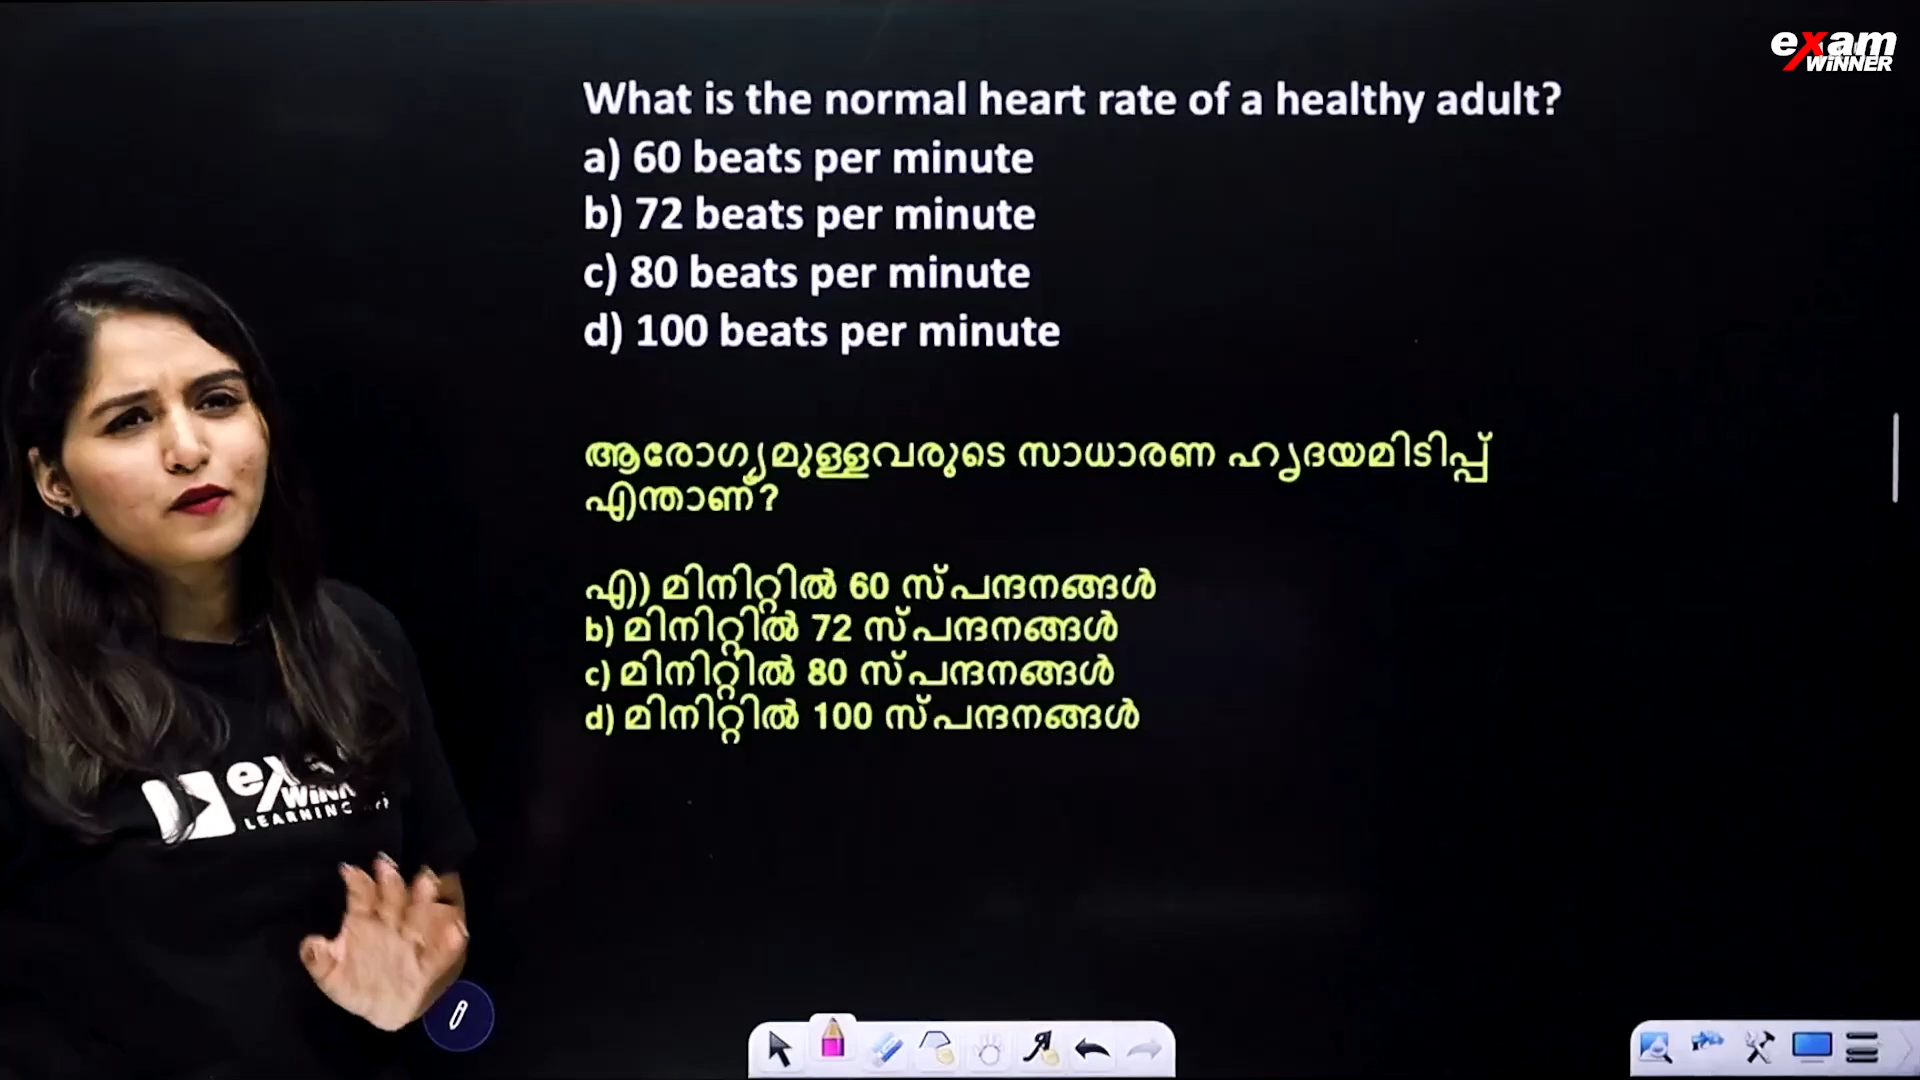 exam
WiNNER
What is the normal heart rate of a healthy adult?
a) 60 beats per minute
b) 72 beats per minute
c) 80 beats per minute
d) 100 beats per minute
ആരോഗ്യമുള്ളവരുടെ സാധാരണ ഹൃദയമിടിപ്പ്
എന്താണ്?
എ) മിനിറ്റിൽ 60 സ്പന്ദനങ്ങൾ
b) മിനിറ്റിൽ 72 സ്പന്ദനങ്ങൾ
c) മിനിറ്റിൽ 80 സ്പന്ദനങ്ങൾ
d) മിനിറ്റിൽ 100 സ്പന്ദനങ്ങൾ
LEARNING